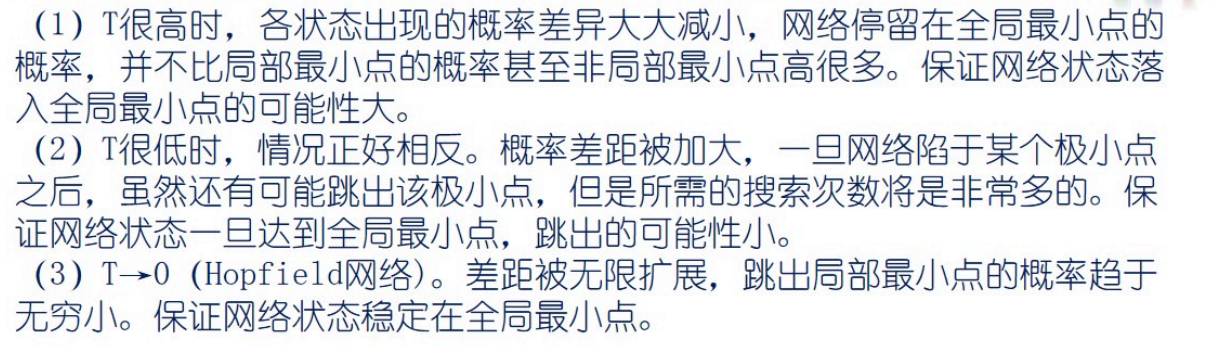 (1) T很高时，各状态出现的概率差异大大减小，网络停留在全局最小点的
概率，并不比局部最小点的概率甚至非局部最小点高很多。保证网络状态落
入全局最小点的可能性大。
(2) T很低时，情况正好相反。概率差距被加大，一旦网络陷于某个极小点
之后，虽然还有可能跳出该极小点，但是所需的搜索次数将是非常多的。保
证网络状态一旦达到全局最小点，跳出的可能性小。
(3) T→0 (Hopfield网络)。差距被无限扩展，跳出局部最小点的概率趋于
无穷小。保证网络状态稳定在全局最小点。